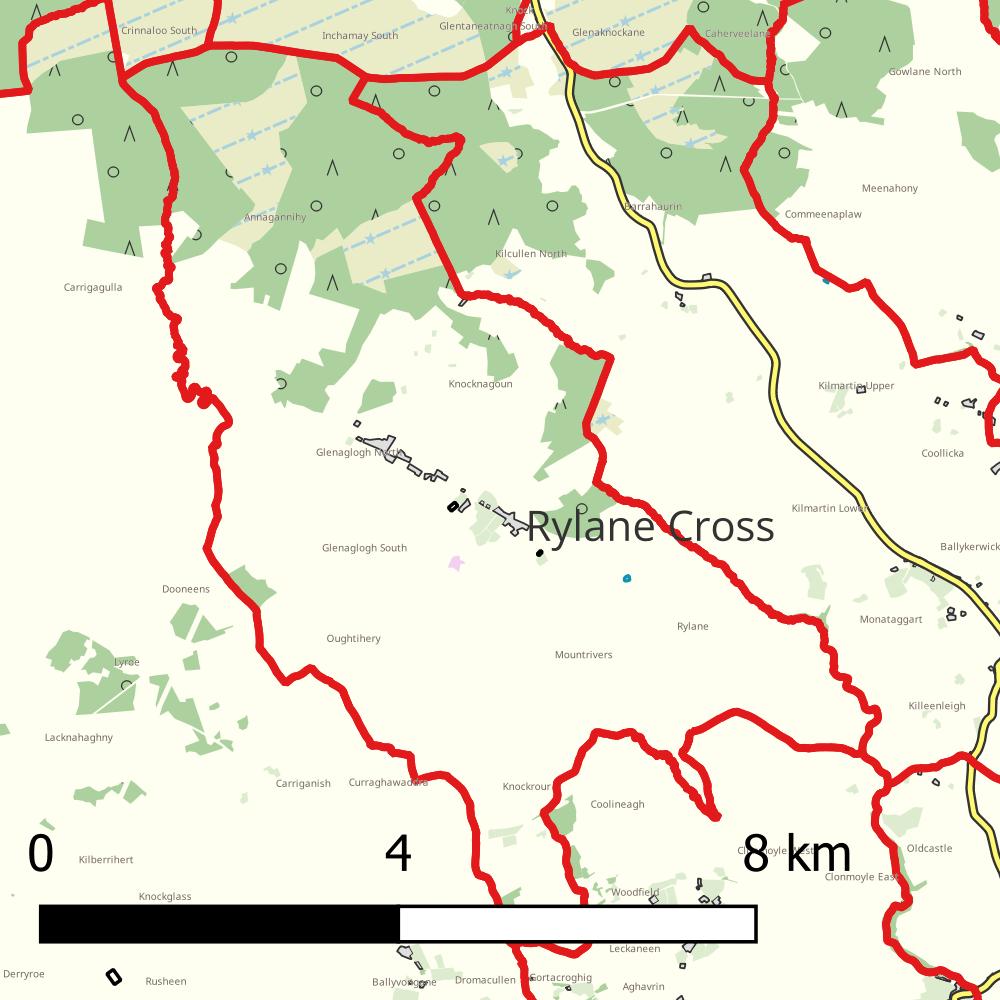 Knock
Glentaneatnagh South
Crinnaloo South
Inchamay South
Glenaknockane
Caherveelane
Gowlane North
Meenahony
Commeenaplaw
Barrahaurin
Annagannihy
Kilcullen North
Carrigagulla
Knocknagoun
Kilmartin Upper
Glenaglogh North
Coollicka
Kilmartin Lower
Rylane Cross
Glenaglogh South
Ballykerwick
Dooneens
Monataggart
Rylane
Oughtihery
Mountrivers
Lyroe
Killeenleigh
Lacknahaghny
Carriganish
Curraghawaddra
Knockrour
Coolineagh
0 4 8 km
Clonmoyle West
Oldcastle
Kilberrihert
Clonmoyle East
Knockglass
Woodfield
Leckaneen
Derryroe
Rusheen
Ballyvongane
Dromacullen
Gortacroghig
Aghavrin